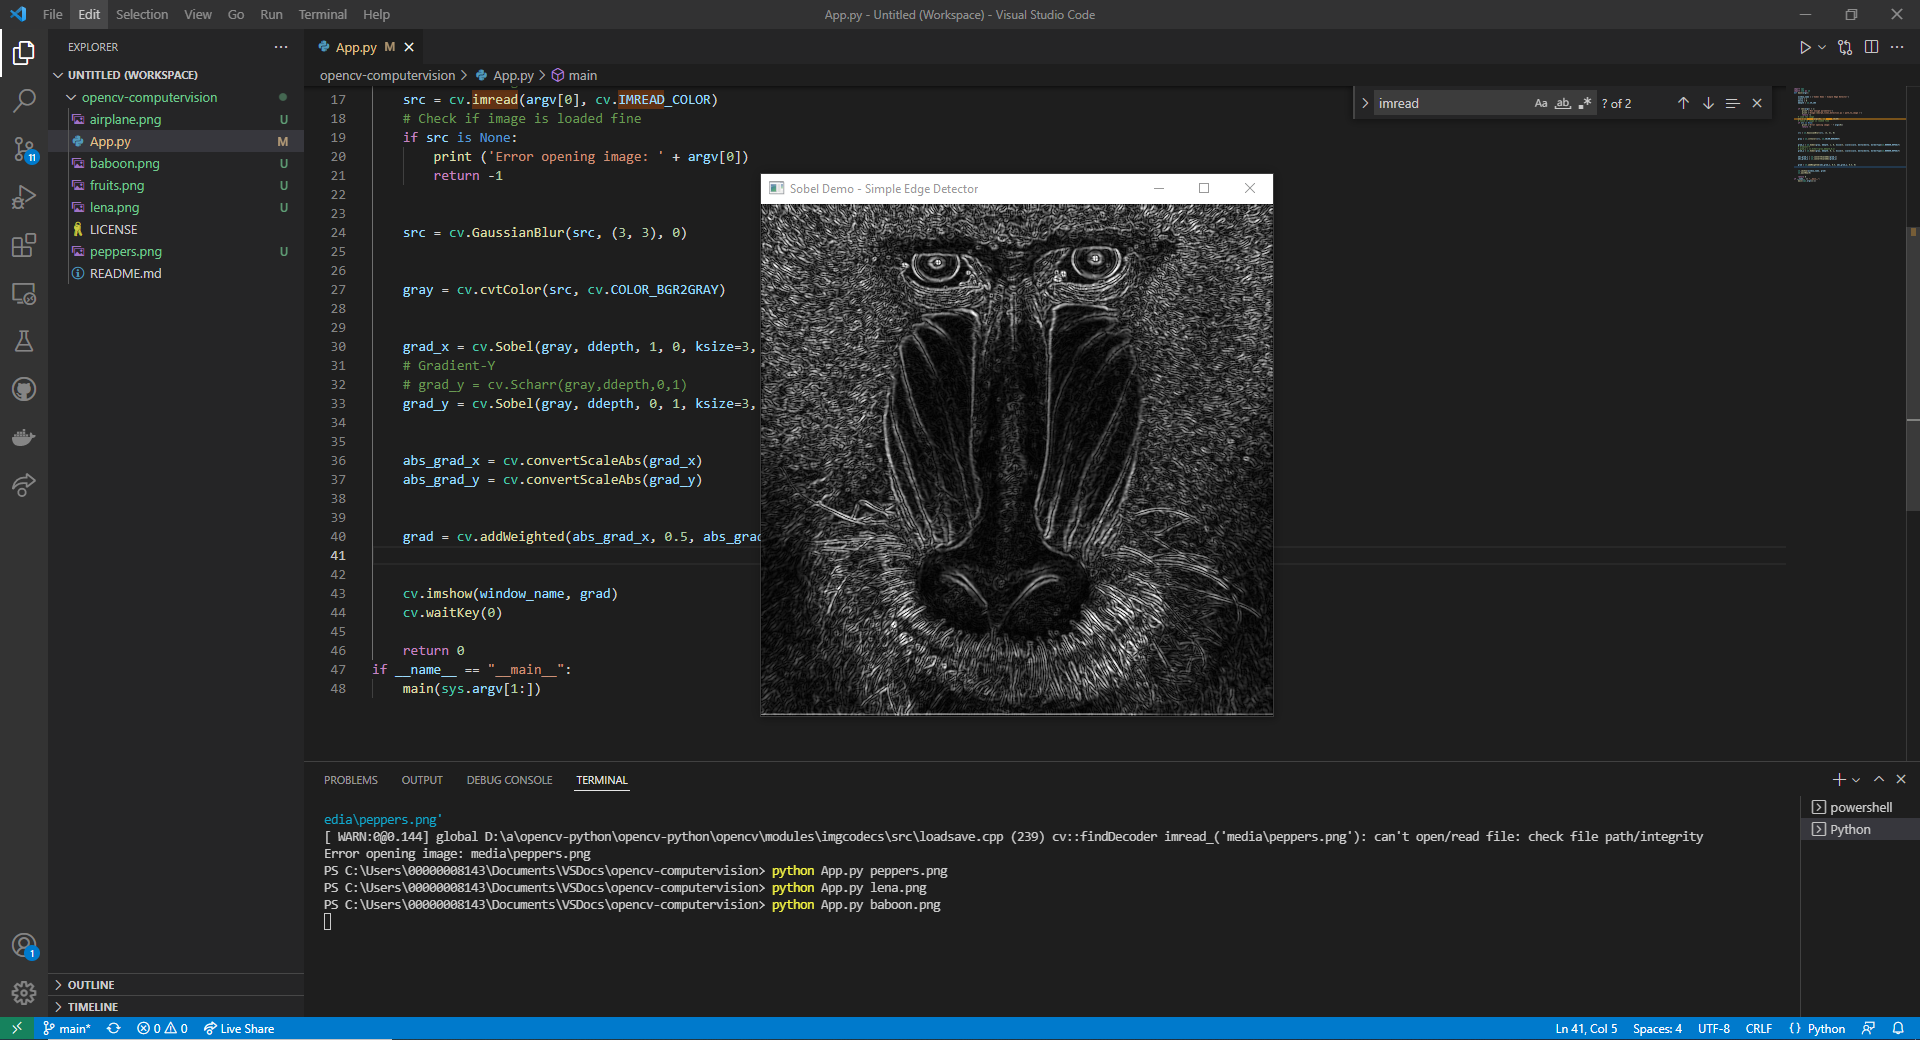 File Edit Selection View Go Run Terminal Help
App.py - Untitled (Workspace) - Visual Studio Code
EXPLORER
UNTITLED (WORKSPACE)
opencv-computervision
airplane.png U
App.py M
baboon.png U
fruits.png U
lena.png U
LICENSE
peppers.png U
README.md
OUTLINE
TIMELINE
11
1
App.py M
opencv-computervision > App.py > main
imread Aa ab ? of 2
17 src = cv.imread(argv[0], cv.IMREAD_COLOR)
18 # Check if image is loaded fine
19 if src is None:
20 print ('Error opening image: ' + argv[0])
21 return -1
22
23
24 src = cv.GaussianBlur(src, (3, 3), 0)
25
26
27 gray = cv.cvtColor(src, cv.COLOR_BGR2GRAY)
28
29
30 grad_x = cv.Sobel(gray, ddepth, 1, 0, ksize=3,
31 # Gradient-Y
32 # grad_y = cv.Scharr(gray,ddepth,0,1)
33 grad_y = cv.Sobel(gray, ddepth, 0, 1, ksize=3,
34
35
36 abs_grad_x = cv.convertScaleAbs(grad_x)
37 abs_grad_y = cv.convertScaleAbs(grad_y)
38
39
40 grad = cv.addWeighted(abs_grad_x, 0.5, abs_grad
41
42
43 cv.imshow(window_name, grad)
44 cv.waitKey(0)
45
46 return 0
47 if __name__ == "__main__":
48 main(sys.argv[1:])
Sobel Demo - Simple Edge Detector
PROBLEMS OUTPUT DEBUG CONSOLE TERMINAL
edia\peppers.png'
[ WARN:0@0.144] global D:\a\opencv-python\opencv-python\opencv\modules\imgcodecs\src\loadsave.cpp (239) cv::findDecoder imread_('media\peppers.png'): can't open/read file: check file path/integrity
Error opening image: media\peppers.png
PS C:\Users\00000008143\Documents\VSDocs\opencv-computervision> python App.py peppers.png
PS C:\Users\00000008143\Documents\VSDocs\opencv-computervision> python App.py lena.png
PS C:\Users\00000008143\Documents\VSDocs\opencv-computervision> python App.py baboon.png
powershell
Python
main* 0 0 Live Share
Ln 41, Col 5 Spaces: 4 UTF-8 CRLF { } Python